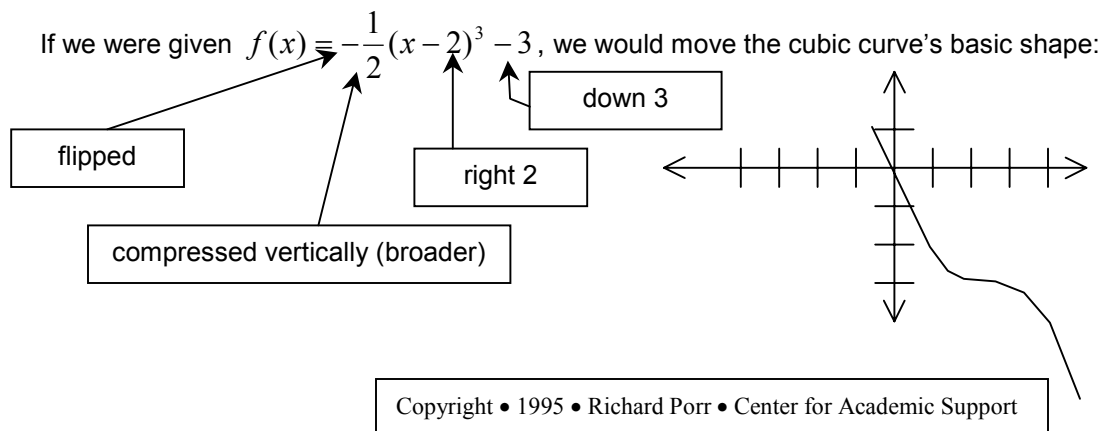 If we were given f(x) = -\frac{1}{2}(x-2)^3 - 3, we would move the cubic curve's basic shape:
down 3
flipped
right 2
compressed vertically (broader)
Copyright • 1995 • Richard Porr • Center for Academic Support